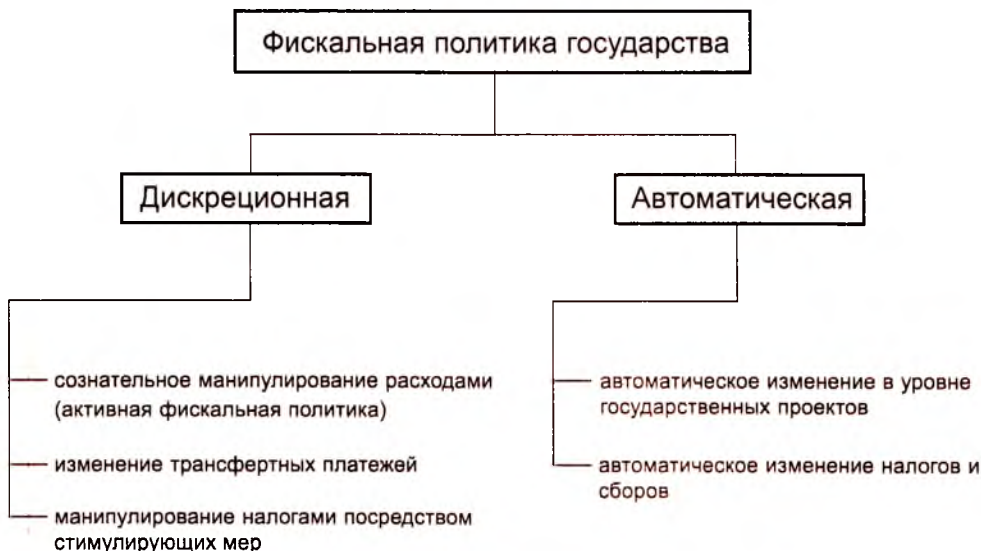 Фискальная политика государства
Дискреционная
Автоматическая
сознательное манипулирование расходами
(активная фискальная политика)
изменение трансфертных платежей
манипулирование налогами посредством
стимулирующих мер
автоматическое изменение в уровне
государственных проектов
автоматическое изменение налогов и
сборов